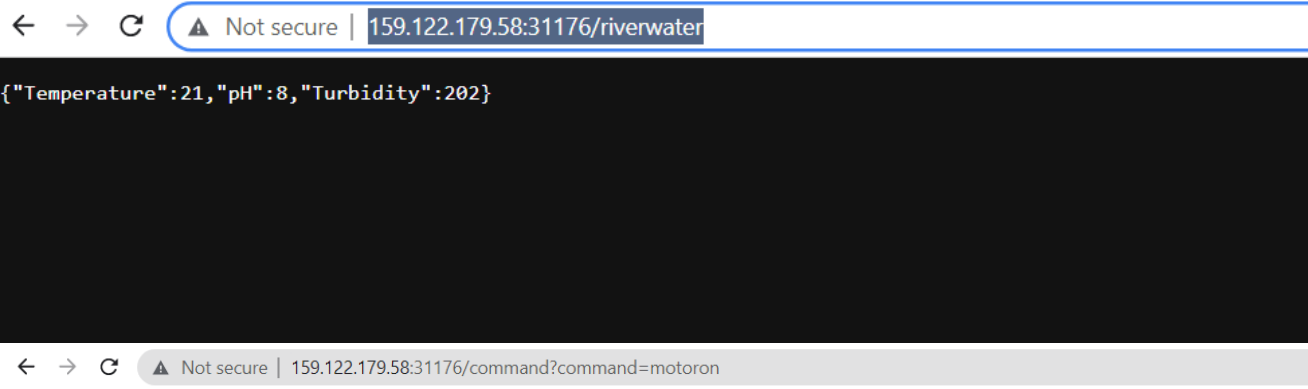 Not secure | 159.122.179.58:31176/riverwater
{"Temperature":21,"pH":8,"Turbidity":202}
Not secure | 159.122.179.58:31176/command?command=motoron